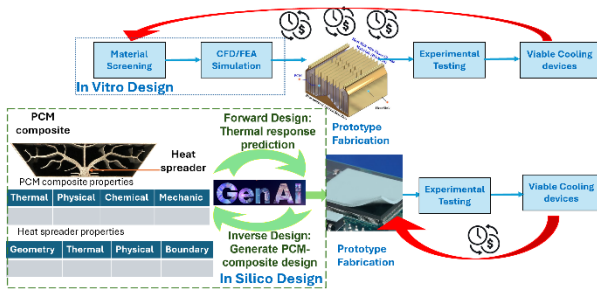 Material
Screening
CFD/FEA
Simulation
In Vitro Design
Experimental
Testing
Viable Cooling
devices
Prototype
Fabrication
PCM
composite
Heat
spreader
PCM composite properties
Thermal Physical Chemical Mechanic
Heat spreader properties
Geometry Thermal Physical Boundary
Forward Design:
Thermal response
prediction
Gen Ai
Inverse Design:
Generate PCM-
composite design
In Silico Design
Prototype
Fabrication
Experimental
Testing
Viable Cooling
devices